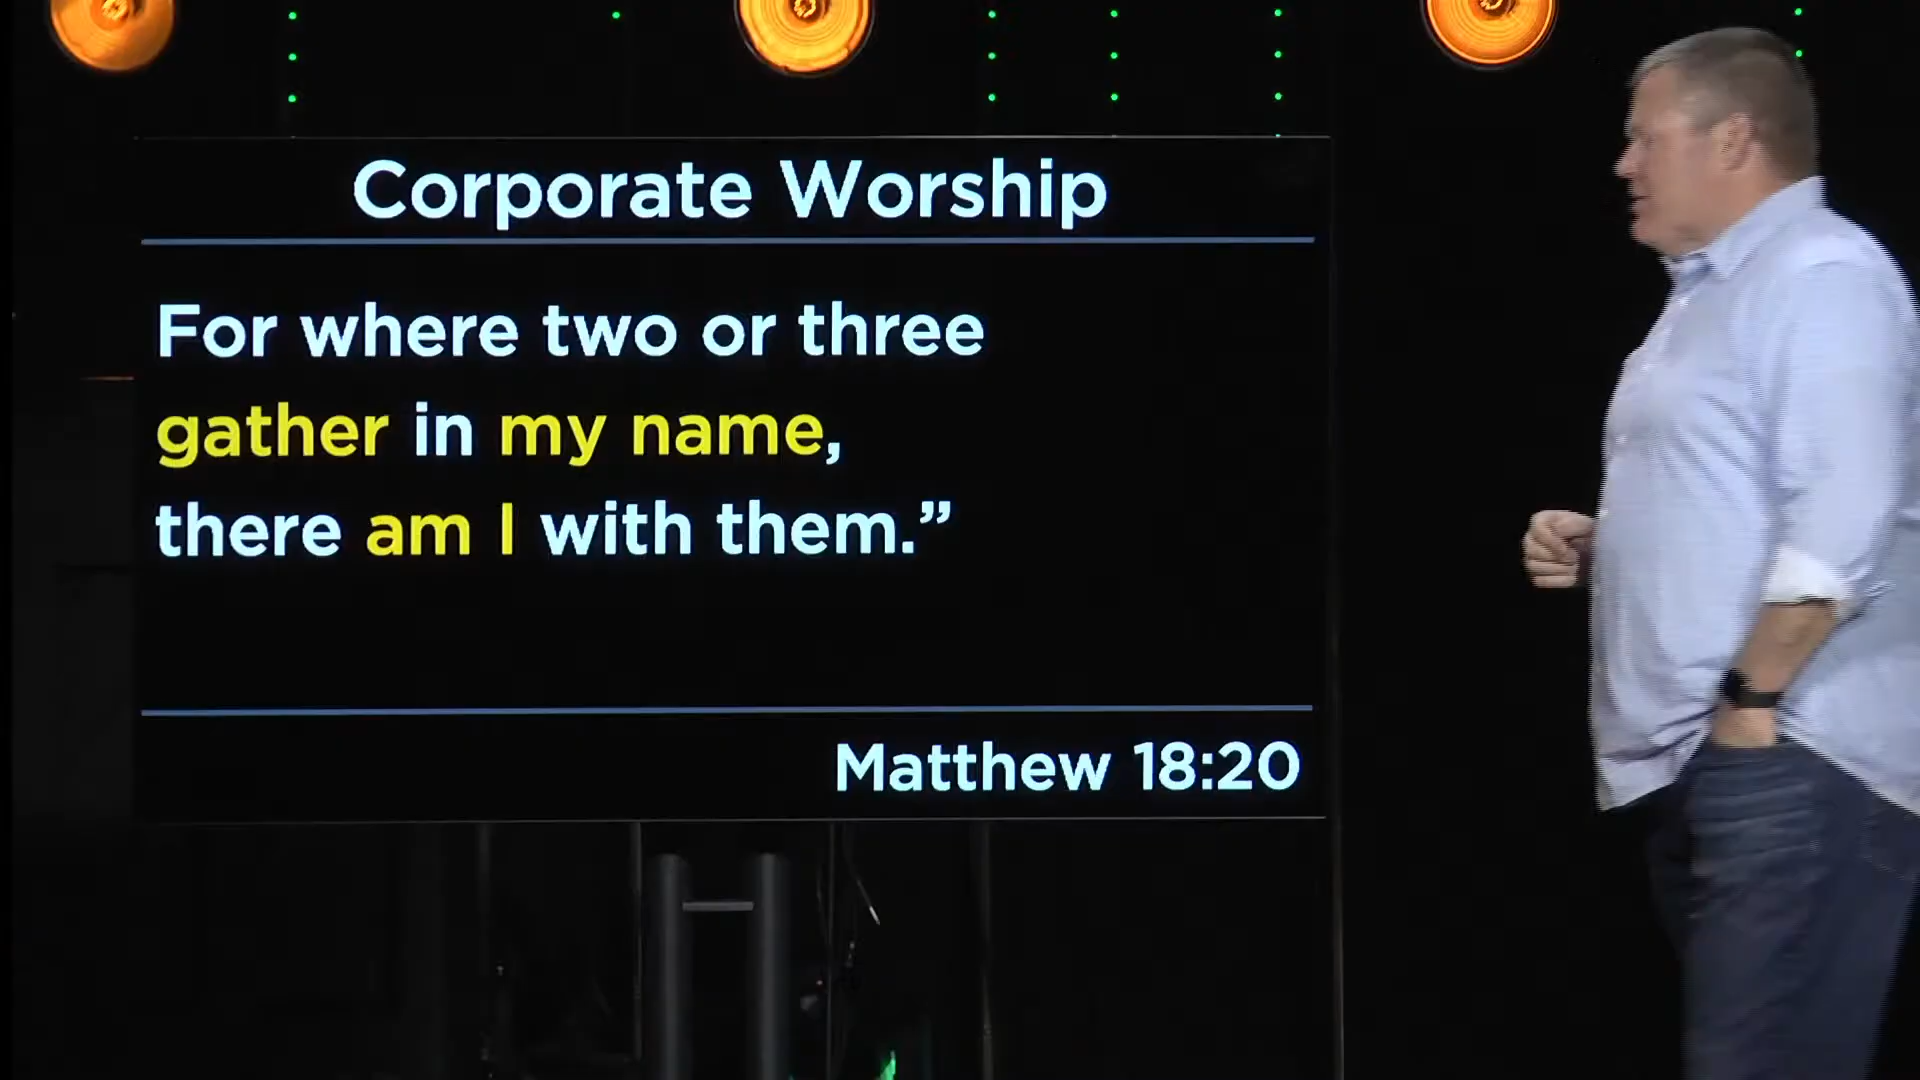 Corporate Worship
For where two or three
gather in my name,
there am I with them.”
Matthew 18:20